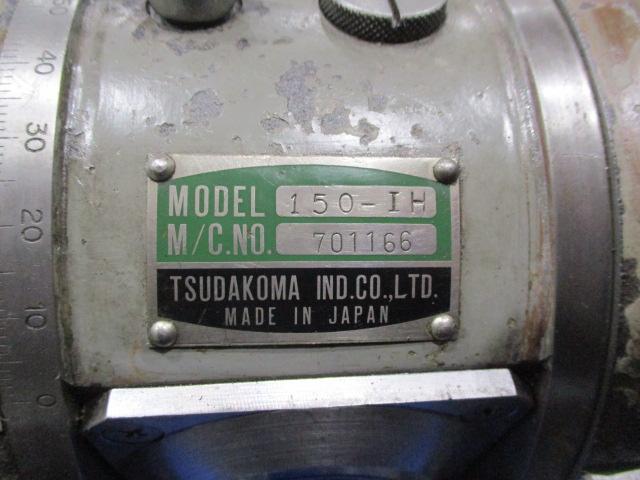 40
30
20
10
0
MODEL 150-IH
M/C.NO. 701166
TSUDAKOMA IND.CO.,LTD.
MADE IN JAPAN